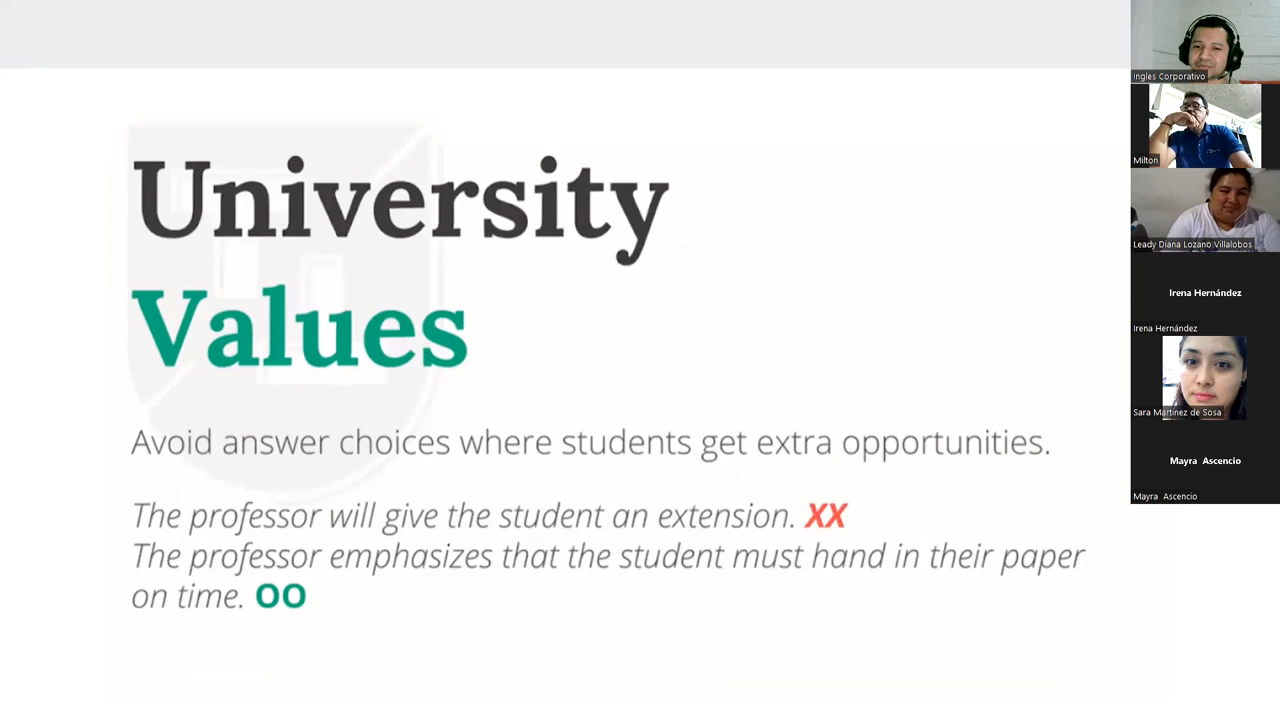 University
Values
Avoid answer choices where students get extra opportunities.
The professor will give the student an extension. XX
The professor emphasizes that the student must hand in their paper
on time. OO
Ingles Corporativo
Milton
Leady Diana Lozano Villalobos
Irena Hernández
Irena Hernández
Sara Martinez de Sosa
Mayra Ascencio
Mayra Ascencio